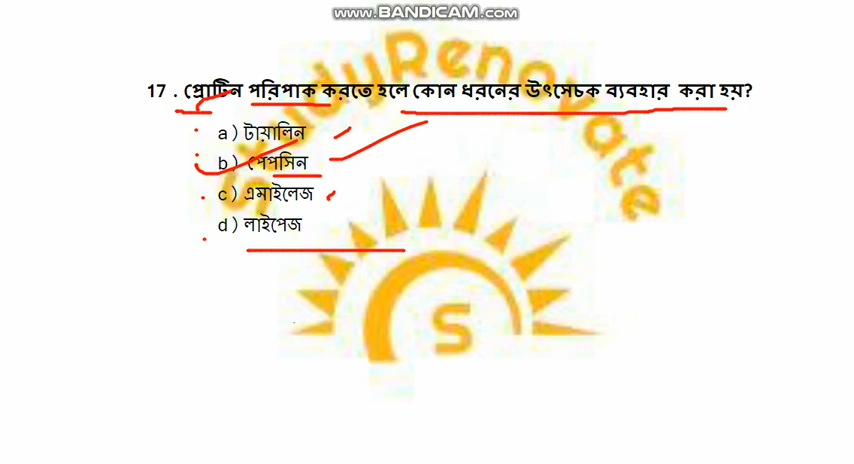 www.BANDICAM.com
StudyRenovate
17 . প্রোটিন পরিপাক করতে হলে কোন ধরনের উৎসেচক ব্যবহার করা হয়?
a ) টায়ালিন
b ) পেপসিন
c ) এমাইলেজ
d ) লাইপেজ
S